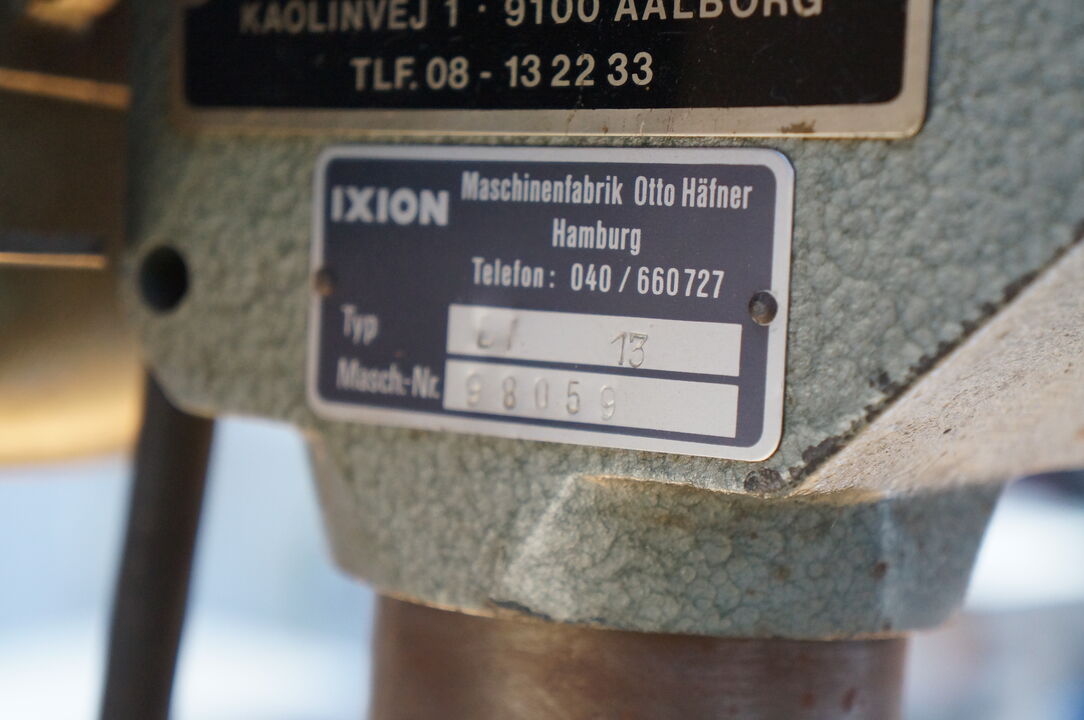 KAOLINVEJ 1 · 9100 AALBORG
TLF. 08 - 13 22 33
IXION Maschinenfabrik Otto Häfner
Hamburg
Telefon: 040 / 660727
Typ 13
Masch.-Nr. 98059